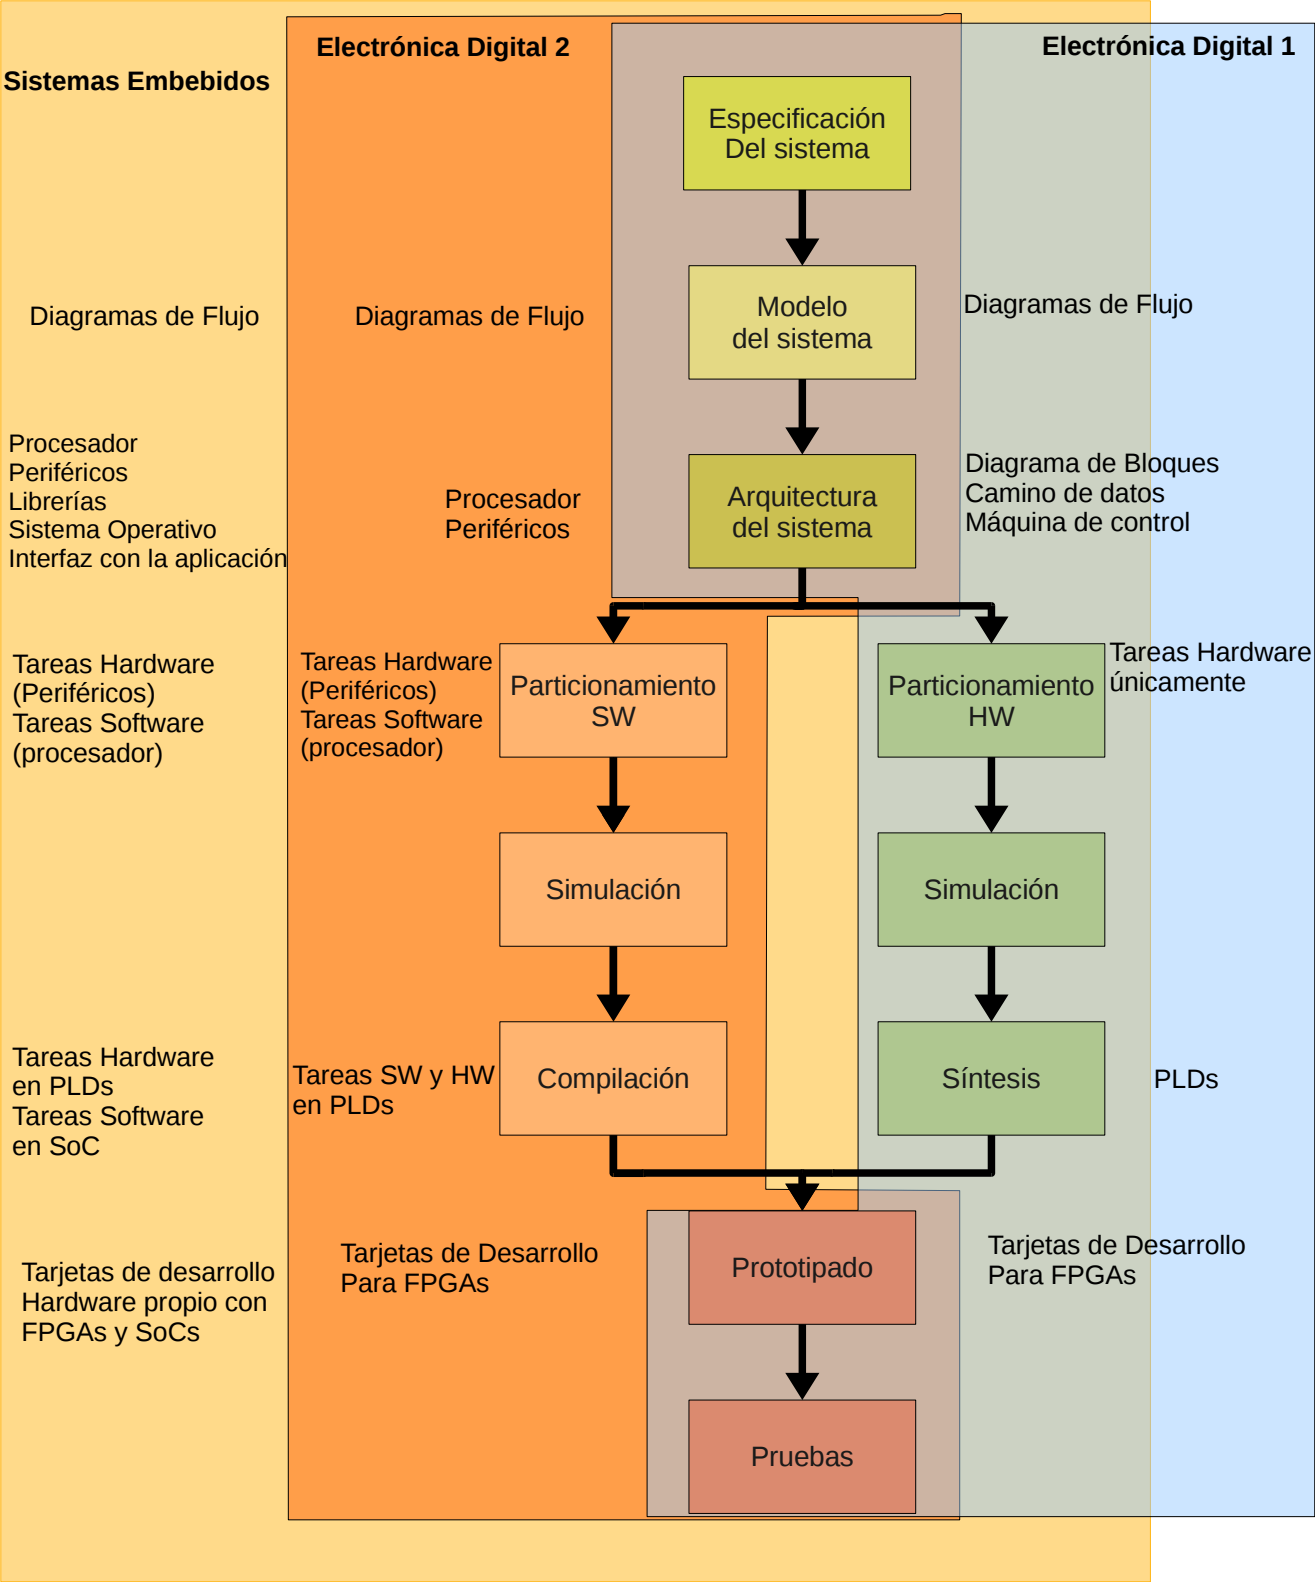 Electrónica Digital 2
Electrónica Digital 1
Sistemas Embebidos
Especificación
Del sistema
Diagramas de Flujo
Diagramas de Flujo
Modelo
del sistema
Diagramas de Flujo
Procesador
Periféricos
Librerías
Sistema Operativo
Interfaz con la aplicación
Procesador
Periféricos
Arquitectura
del sistema
Diagrama de Bloques
Camino de datos
Máquina de control
Tareas Hardware
(Periféricos)
Tareas Software
(procesador)
Tareas Hardware
(Periféricos)
Tareas Software
(procesador)
Particionamiento
SW
Particionamiento
HW
Tareas Hardware
únicamente
Simulación
Simulación
Tareas Hardware
en PLDs
Tareas Software
en SoC
Tareas SW y HW
en PLDs
Compilación
Síntesis
PLDs
Tarjetas de desarrollo
Hardware propio con
FPGAs y SoCs
Tarjetas de Desarrollo
Para FPGAs
Prototipado
Tarjetas de Desarrollo
Para FPGAs
Pruebas